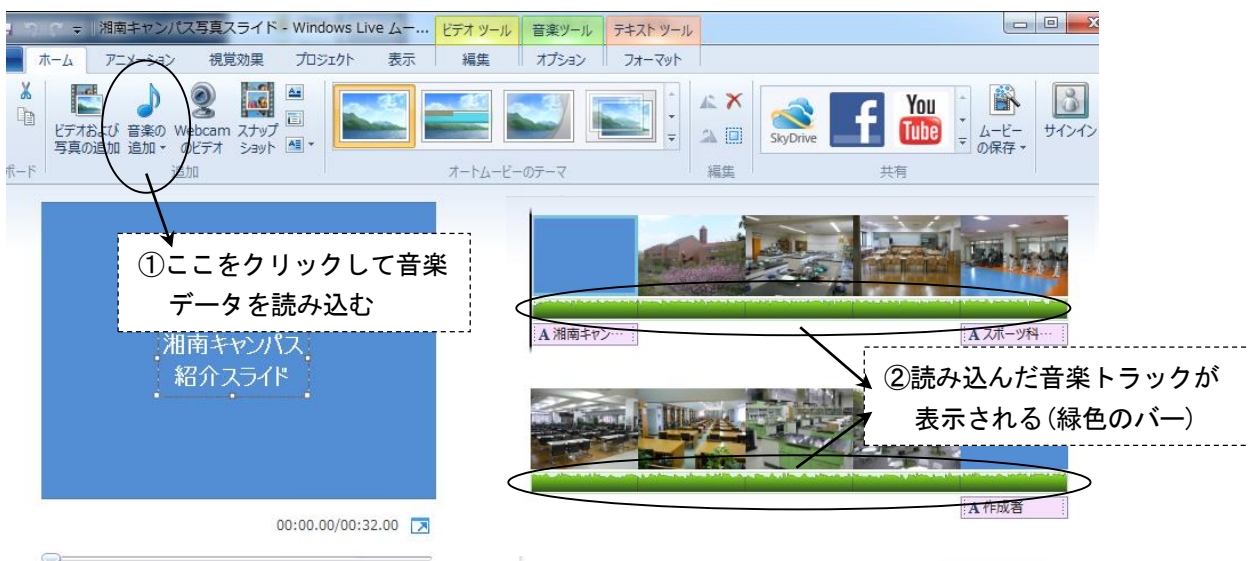 湘南キャンパス写真スライド - Windows Live ムー...
ビデオ ツール
音楽ツール
テキスト ツール
ホーム
アニメーション
視覚効果
プロジェクト
表示
編集
オプション
フォーマット
ビデオおよび
写真の追加
音楽の
追加
Webcam
のビデオ
スナップ
ショット
SkyDrive
f
You
Tube
ムービー
の保存
サインイン
ボード
追加
オートムービーのテーマ
編集
共有
①ここをクリックして音楽
データを読み込む
湘南キャンパス
紹介スライド
A 湘南キャン…
A スポーツ科…
②読み込んだ音楽トラックが
表示される(緑色のバー)
A 作成者
00:00.00/00:32.00